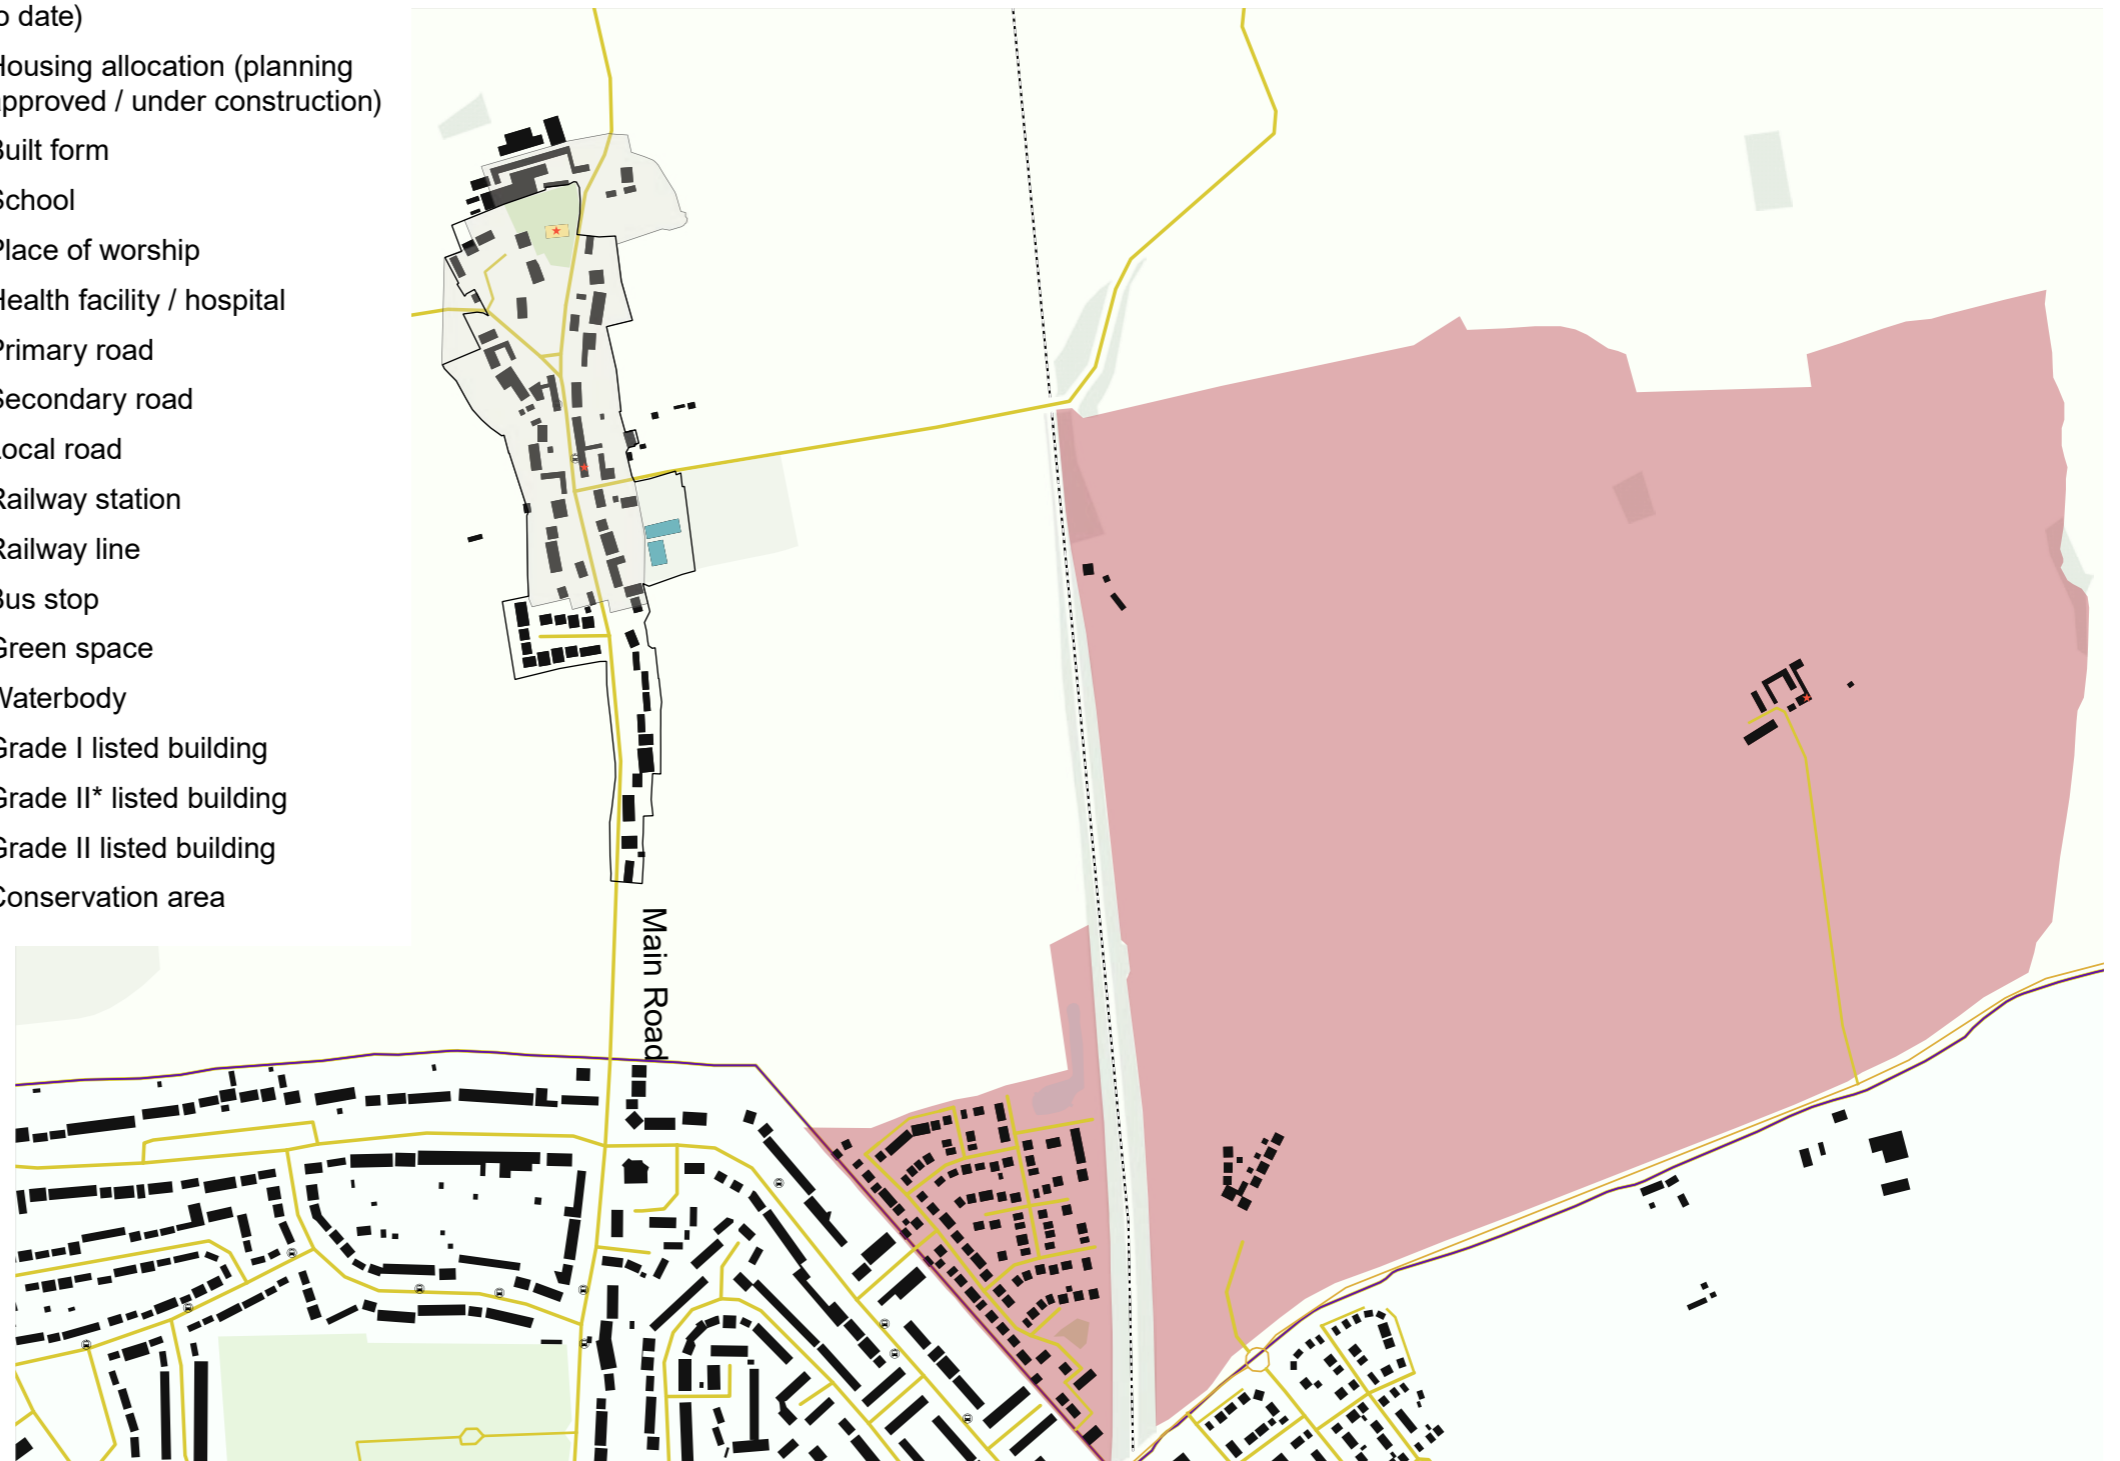 o date)
Housing allocation (planning
approved / under construction)
Built form
School
Place of worship
Health facility / hospital
Primary road
Secondary road
Local road
Railway station
Railway line
Bus stop
Green space
Waterbody
Grade I listed building
Grade II* listed building
Grade II listed building
Conservation area
Main Road